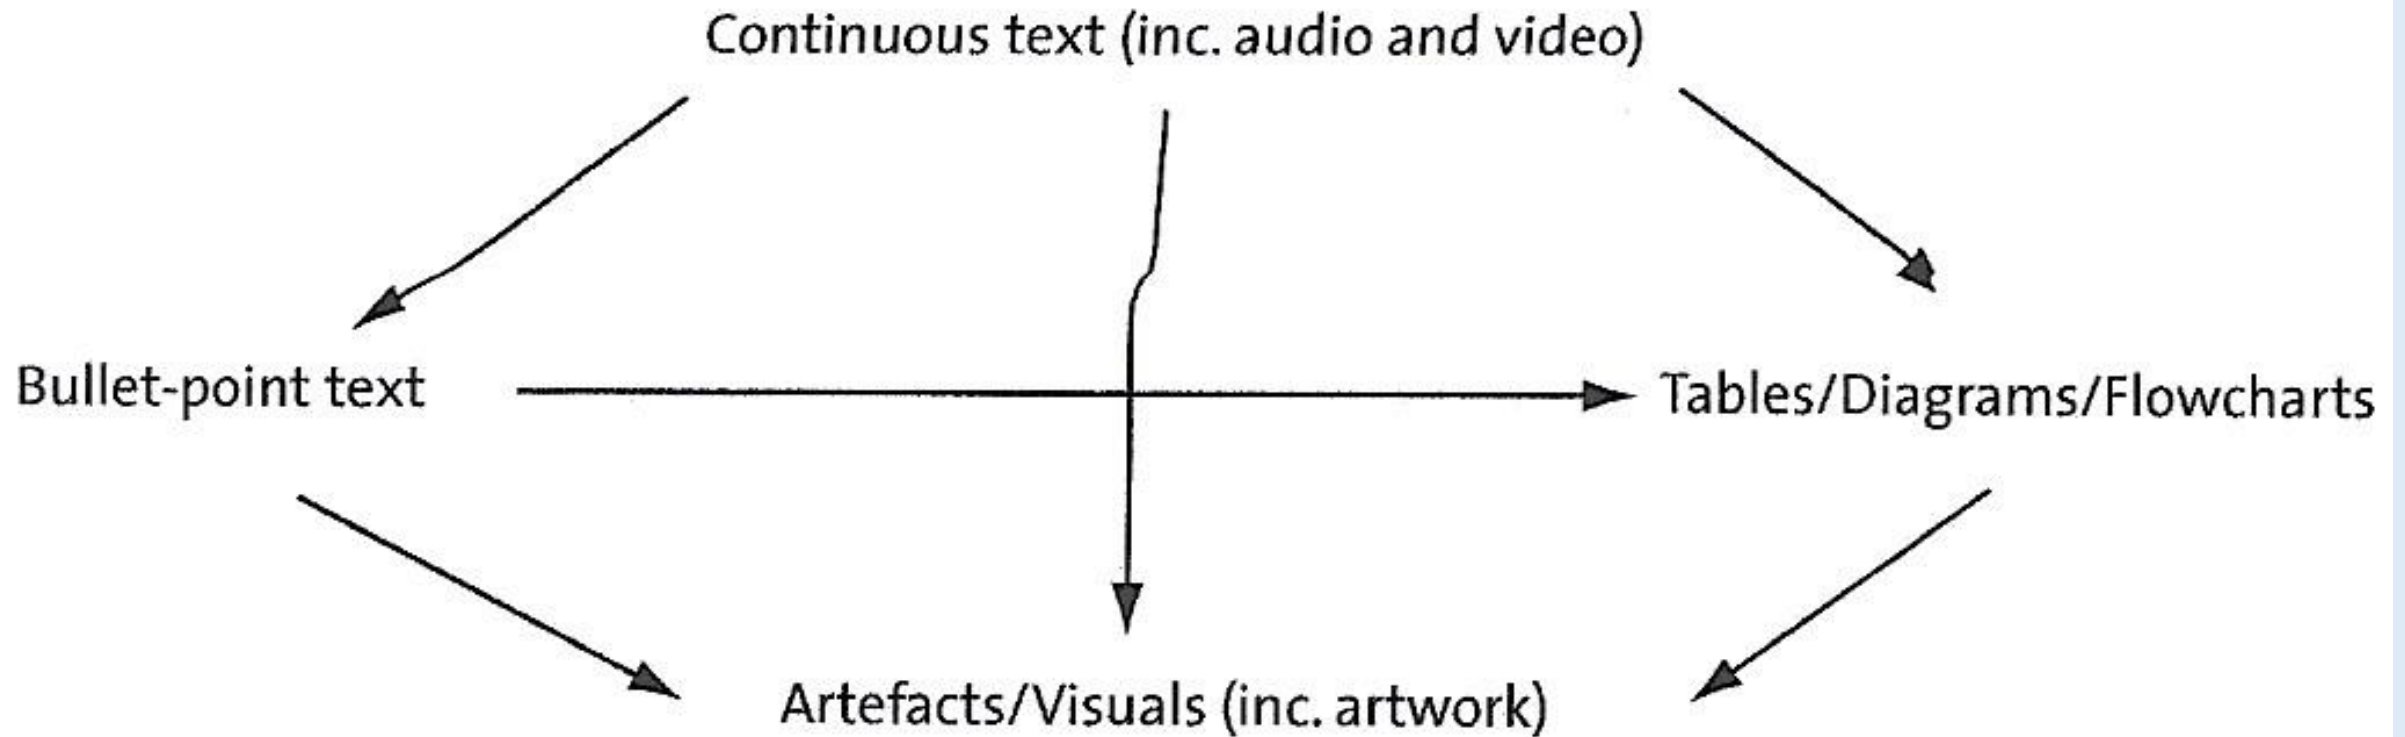 Continuous text (inc. audio and video)
Bullet-point text
Tables/Diagrams/Flowcharts
Artefacts/Visuals (inc. artwork)